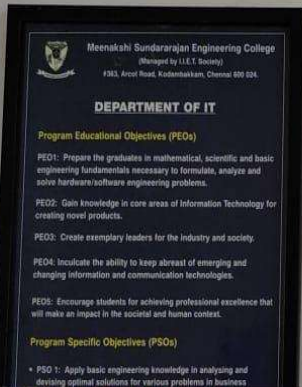 Meenakshi Sundararajan Engineering College
(Managed by I.I.E.T. Society)
#363, Arcot Road, Kodambakkam, Chennai 600 024.
DEPARTMENT OF IT
Program Educational Objectives (PEOs)
PEO1: Prepare the graduates in mathematical, scientific and basic
engineering fundamentals necessary to formulate, analyze and
solve hardware/software engineering problems.
PEO2: Gain knowledge in core areas of Information Technology for
creating novel products.
PEO3: Create exemplary leaders for the industry and society.
PEO4: Inculcate the ability to keep abreast of emerging and
changing information and communication technologies.
PEO5: Encourage students for achieving professional excellence that
will make an impact in the societal and human context.
Program Specific Objectives (PSOs)
• PSO 1: Apply basic engineering knowledge in analysing and
devising optimal solutions for various problems in business